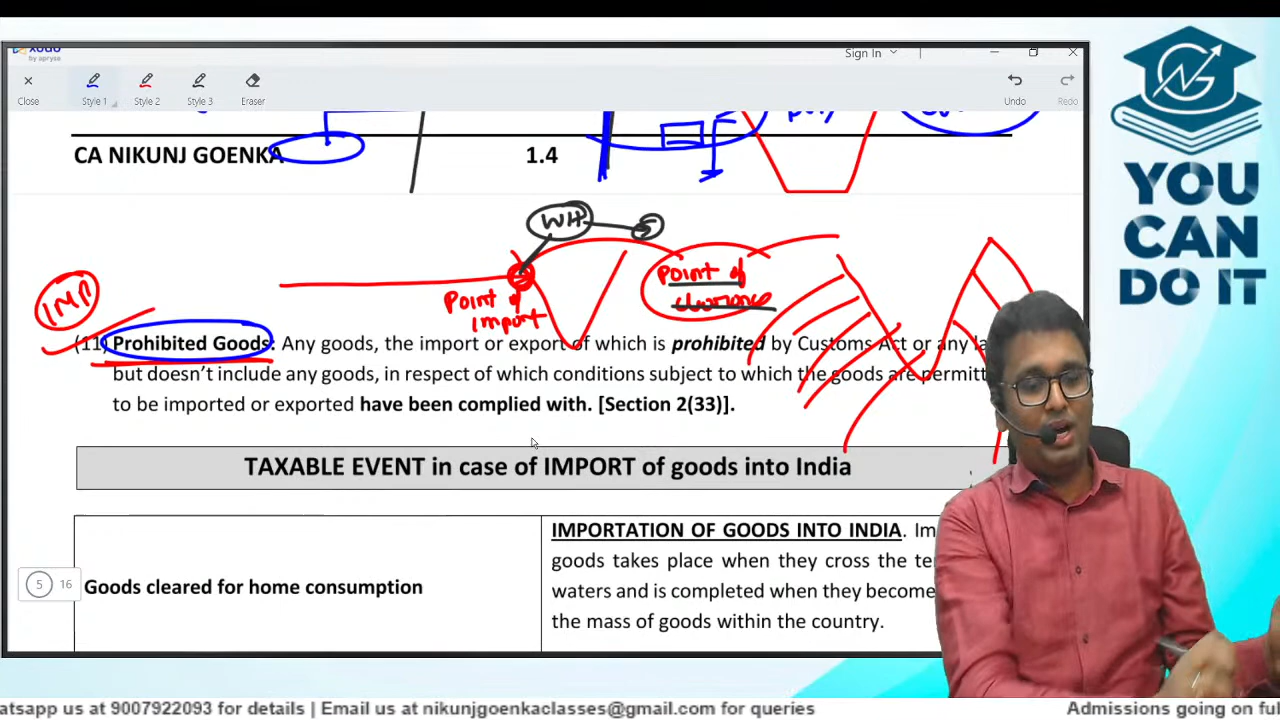 xodo
by apryse
Sign In
Close
Style 1
Style 2
Style 3
Eraser
Undo
Redo
CA NIKUNJ GOENKA
1.4
WH
Point of
import
Point of
clearance
IMP
(11) Prohibited Goods: Any goods, the import or export of which is prohibited by Customs Act or any
but doesn't include any goods, in respect of which conditions subject to which the goods are
to be imported or exported have been complied with. [Section 2(33)].
TAXABLE EVENT in case of IMPORT of goods into India
Goods cleared for home consumption
IMPORTATION OF GOODS INTO INDIA.
goods takes place when they cross the
waters and is completed when they become
the mass of goods within the country.
5 16
YOU
CAN
DO IT
us at 9007922093 for details | Email us at nikunjgoenkaclasses@gmail.com for queries
Admissions going on